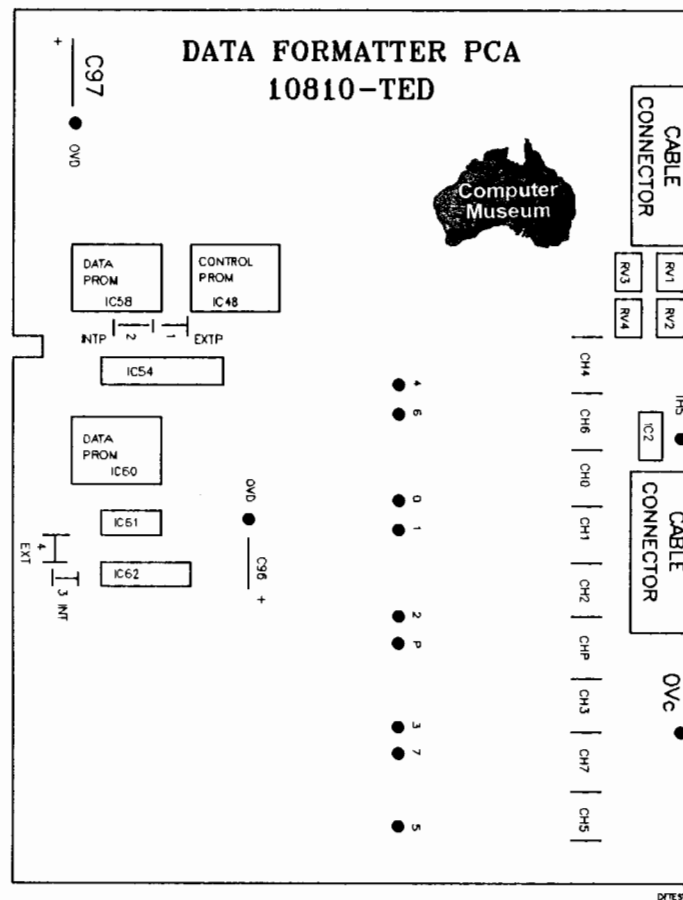 DATA FORMATTER PCA
10810-TED
+
C97
OVD
Computer
Museum
CABLE
CONNECTOR
DATA
PROM
IC58
CONTROL
PROM
IC48
RV3
RV1
RV4
RV2
INTP
2
1
EXTP
IC54
CH4
4
6
CH6
IC2
DATA
PROM
IC60
CH0
OVD
0
1
CABLE
CONNECTOR
IC61
CH1
EXT
4
IC62
3
INT
C96
+
CH2
2
P
CHP
OVc
CH3
3
7
CH7
5
CH5